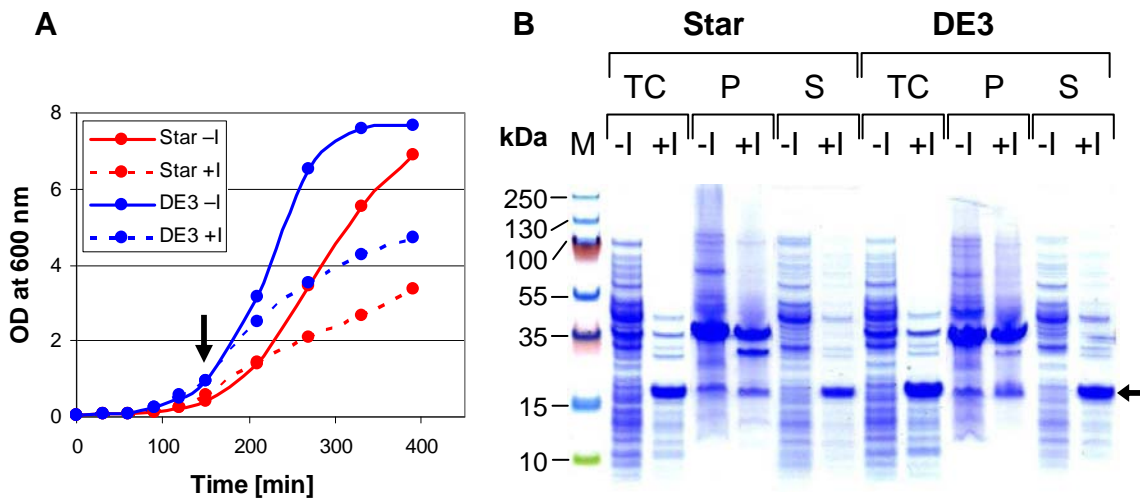 A
OD at 600 nm
8
6
4
2
0
Star –I
Star +I
DE3 –I
DE3 +I
0 100 200 300 400
Time [min]
B
Star DE3
TC P S TC P S
kDa M -I +I -I +I -I +I -I +I -I +I -I +I
250
130
100
55
35
15
10